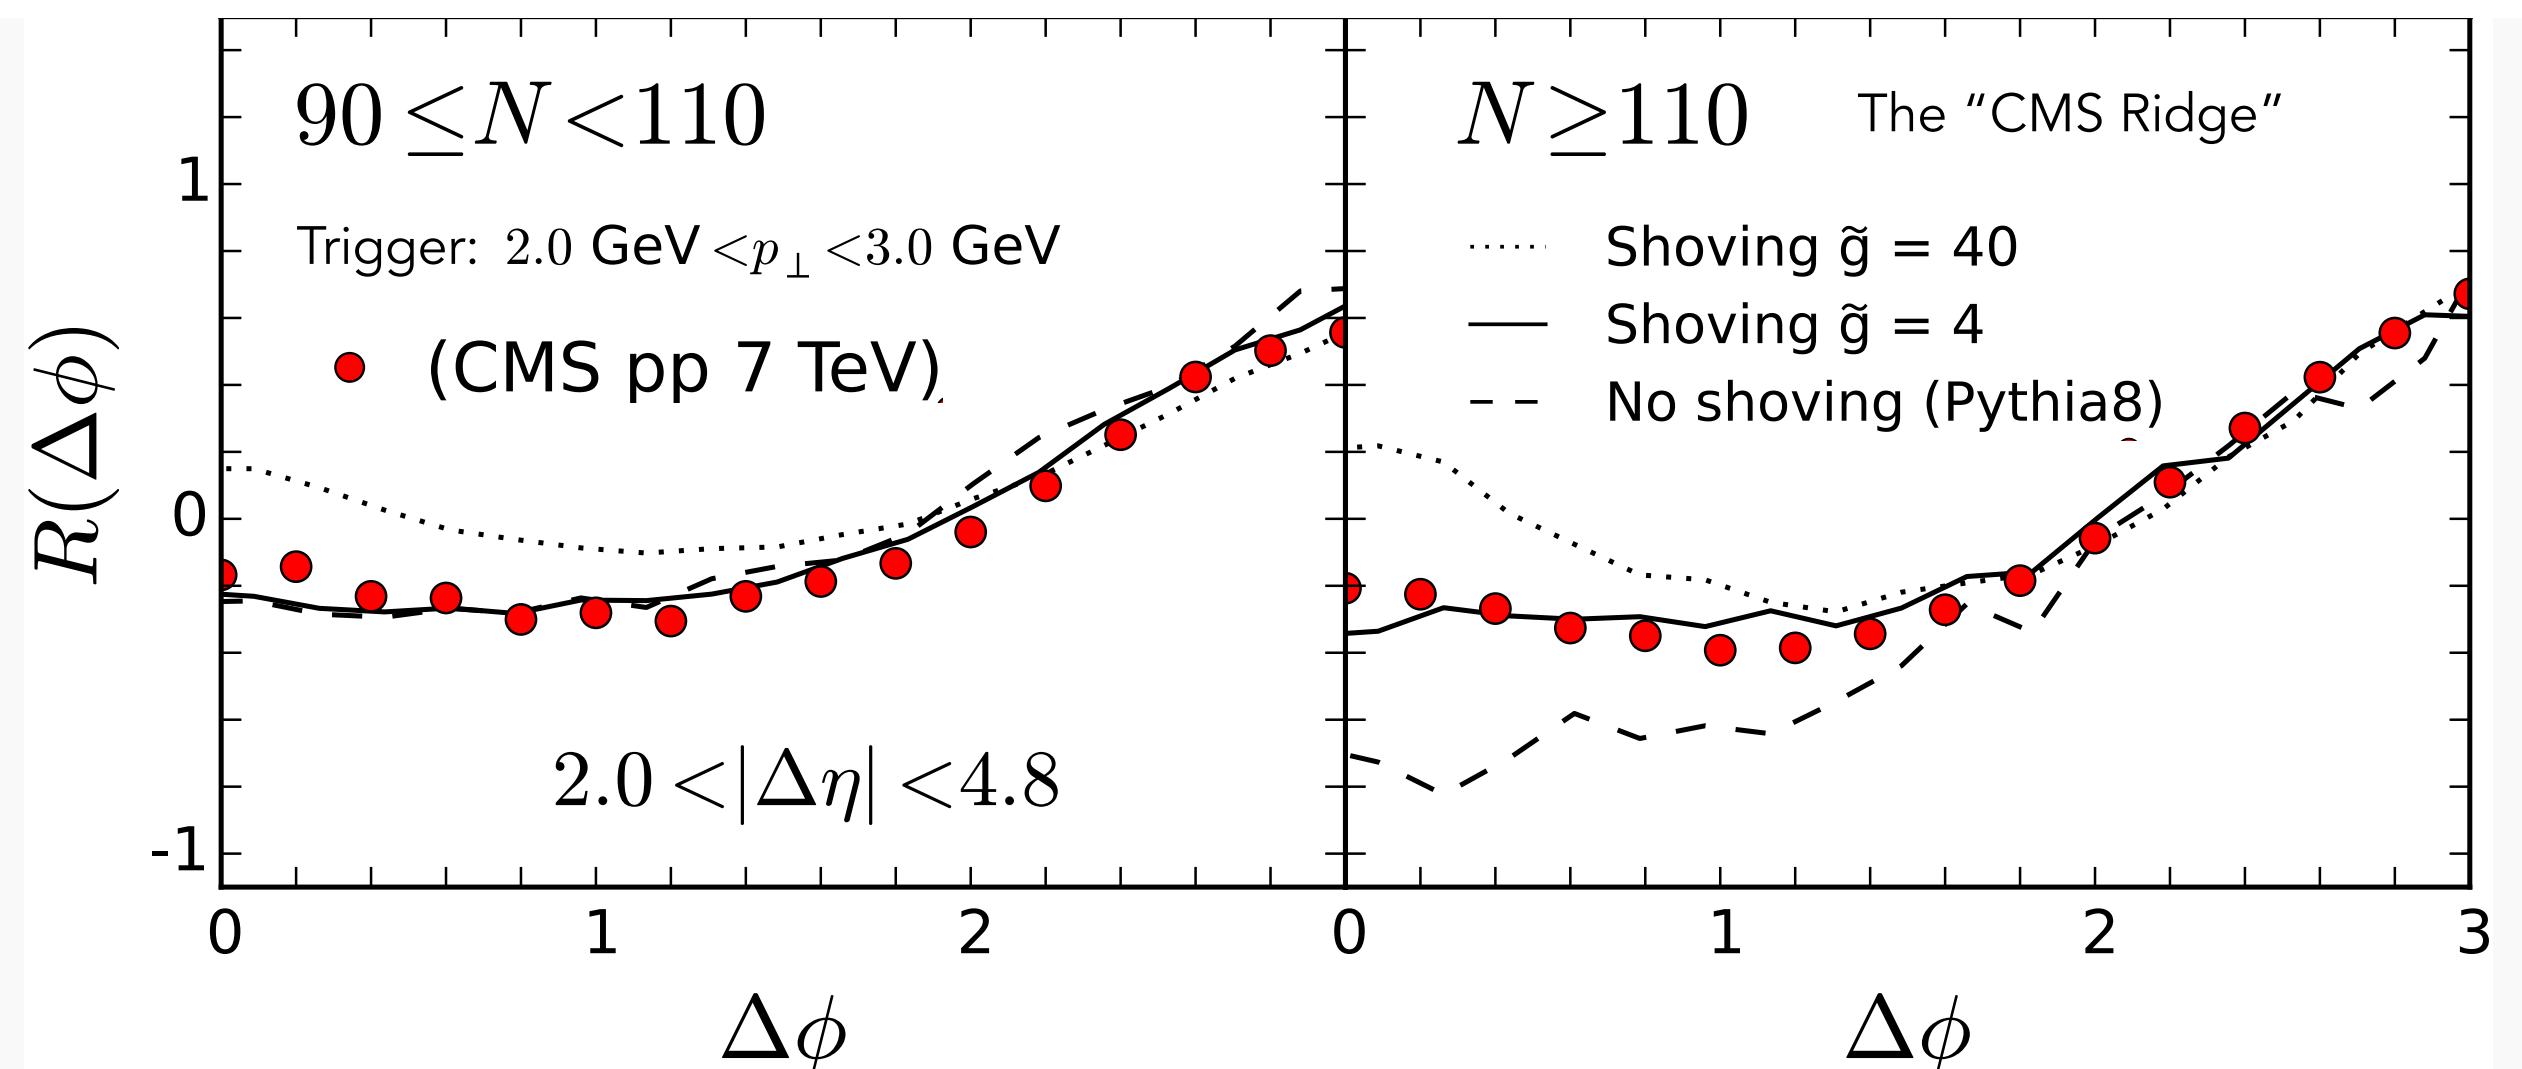 90 ≤ N < 110
N ≥ 110 The “CMS Ridge”
Trigger: 2.0 GeV < p⊥ < 3.0 GeV
(CMS pp 7 TeV)
Shoving g̃ = 40
Shoving g̃ = 4
No shoving (Pythia8)
2.0 < |Δη| < 4.8
R(Δϕ)
1
0
-1
0 1 2 0 1 2 3
Δϕ Δϕ